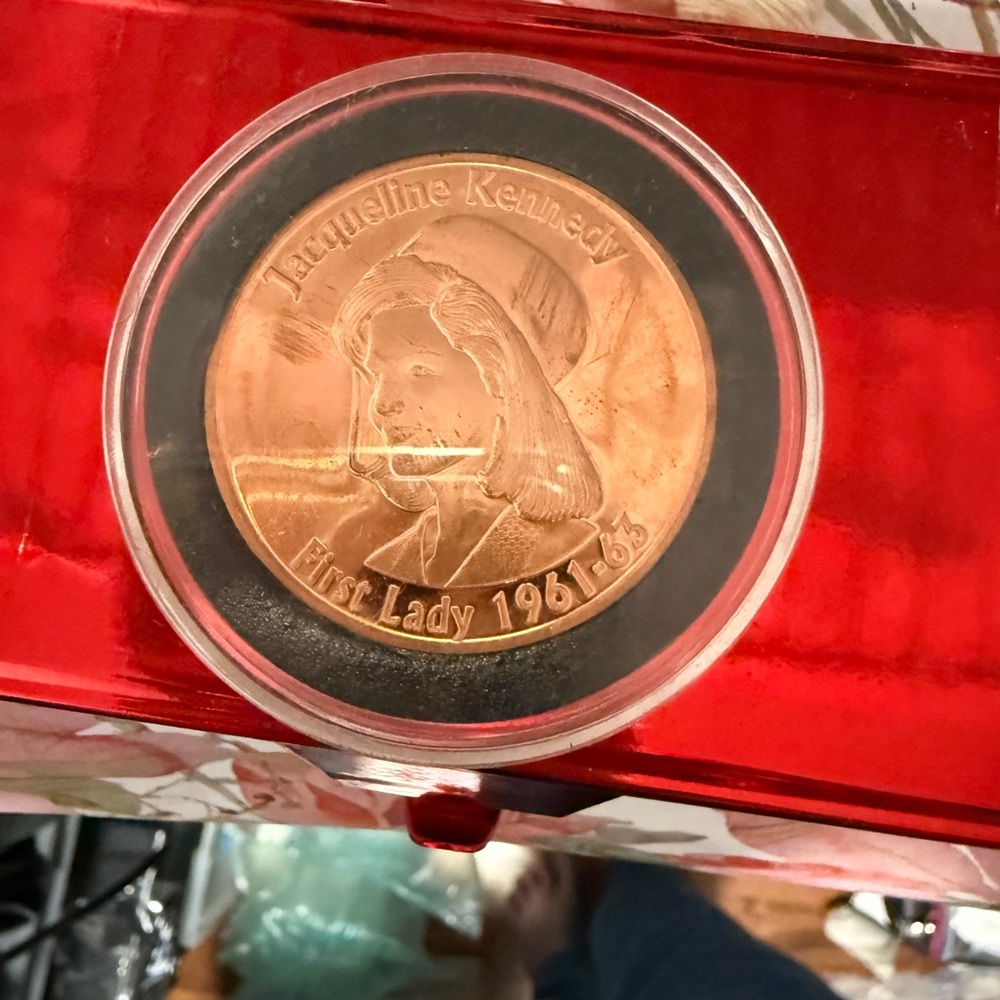 Jacqueline Kennedy
First Lady 1961-63